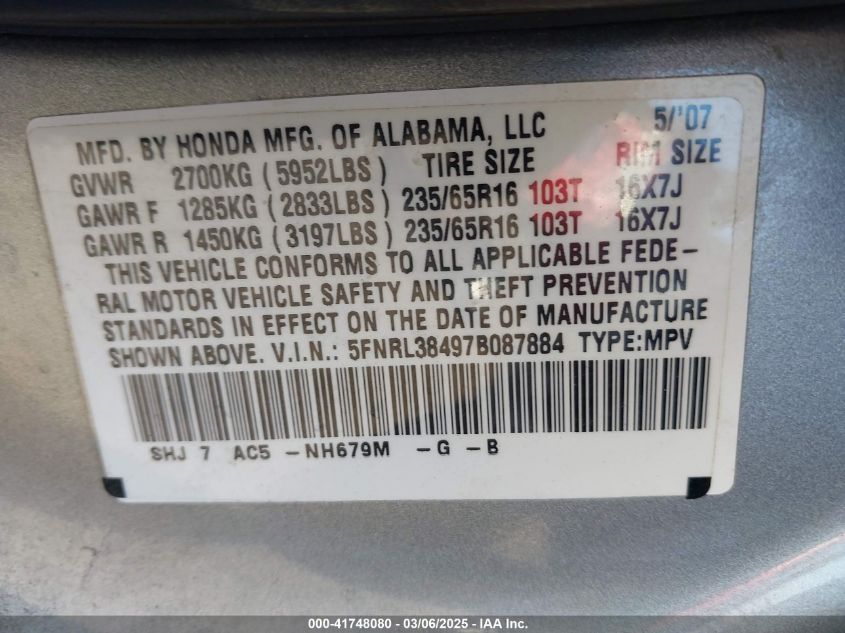 MFD. BY HONDA MFG. OF ALABAMA, LLC 5/'07
GVWR 2700KG (5952LBS) TIRE SIZE RIM SIZE
GAWR F 1285KG (2833LBS) 235/65R16 103T 16X7J
GAWR R 1450KG (3197LBS) 235/65R16 103T 16X7J
THIS VEHICLE CONFORMS TO ALL APPLICABLE FEDE-
RAL MOTOR VEHICLE SAFETY AND THEFT PREVENTION
STANDARDS IN EFFECT ON THE DATE OF MANUFACTURE
SHOWN ABOVE. V.I.N.: 5FNRL38497B087884 TYPE:MPV
SHJ 7 AC5 -NH679M -G -B
000-41748080 - 03/06/2025 - IAA Inc.